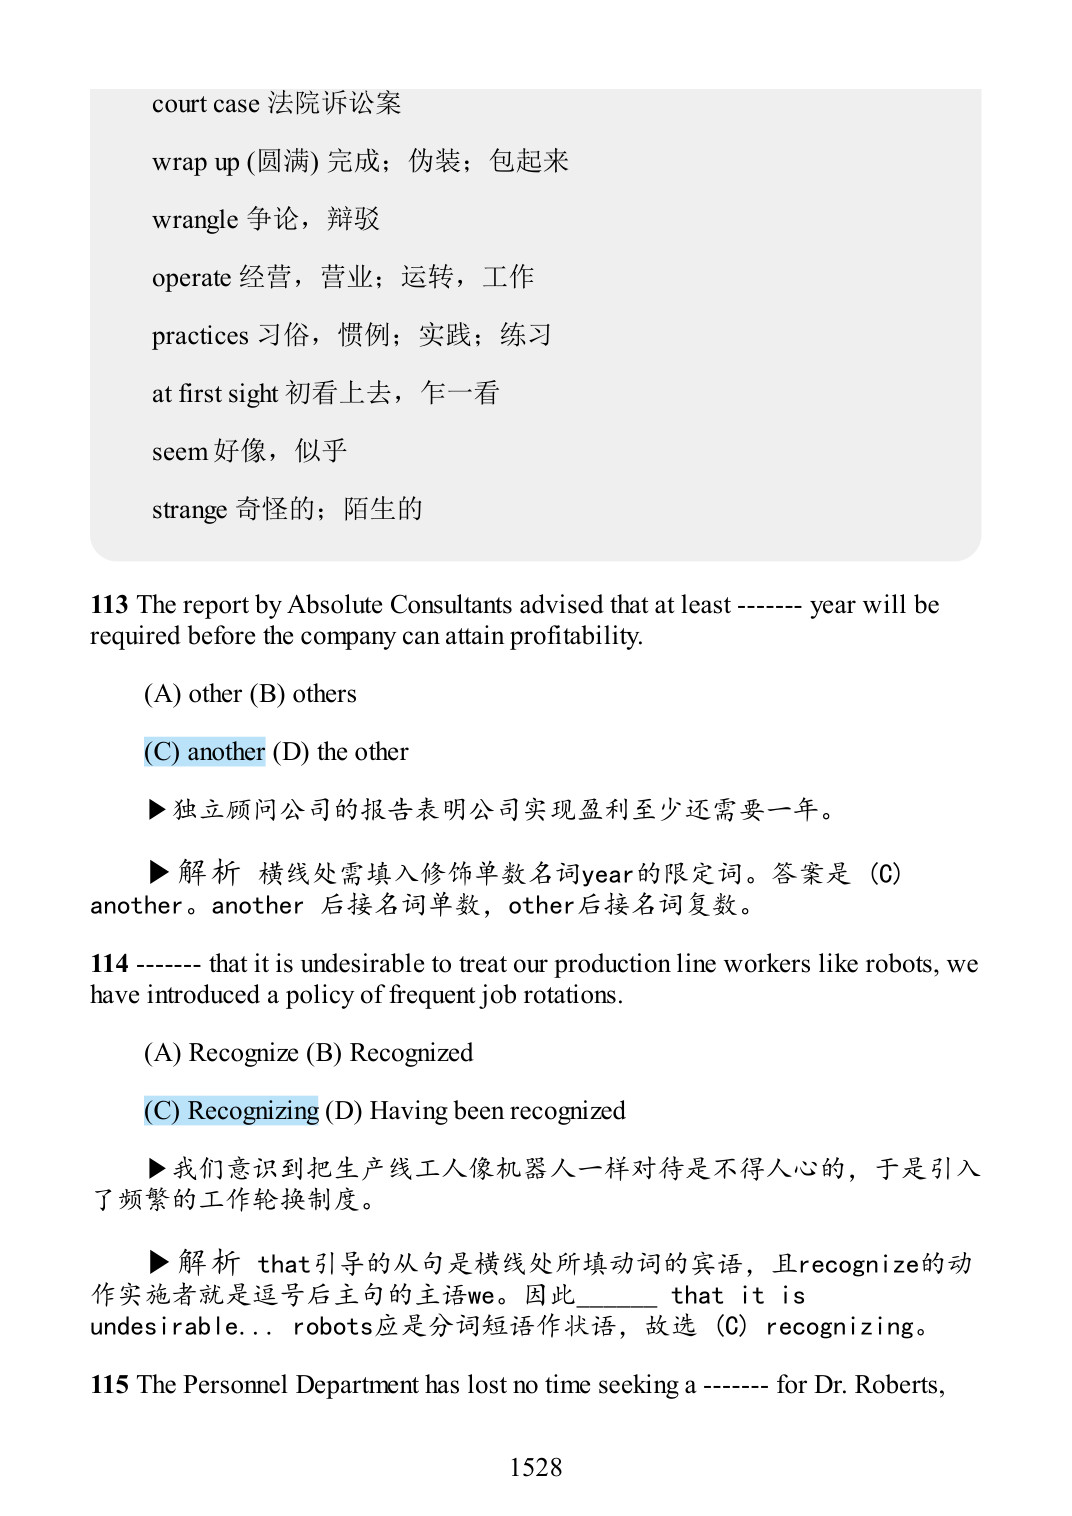 court case 法院诉讼案
wrap up (圆满) 完成；伪装；包起来
wrangle 争论，辩驳
operate 经营，营业；运转，工作
practices 习俗，惯例；实践；练习
at first sight 初看上去，乍一看
seem 好像，似乎
strange 奇怪的；陌生的
113 The report by Absolute Consultants advised that at least ------- year will be
required before the company can attain profitability.
(A) other (B) others
(C) another (D) the other
▶独立顾问公司的报告表明公司实现盈利至少还需要一年。
▶解析 横线处需填入修饰单数名词year的限定词。答案是 (C)
another。another 后接名词单数，other后接名词复数。
114 ------- that it is undesirable to treat our production line workers like robots, we
have introduced a policy of frequent job rotations.
(A) Recognize (B) Recognized
(C) Recognizing (D) Having been recognized
▶我们意识到把生产线工人像机器人一样对待是不得人心的，于是引入
了频繁的工作轮换制度。
▶解析 that引导的从句是横线处所填动词的宾语，且recognize的动
作实施者就是逗号后主句的主语we。因此______ that it is
undesirable... robots应是分词短语作状语，故选 (C) recognizing。
115 The Personnel Department has lost no time seeking a ------- for Dr. Roberts,
1528